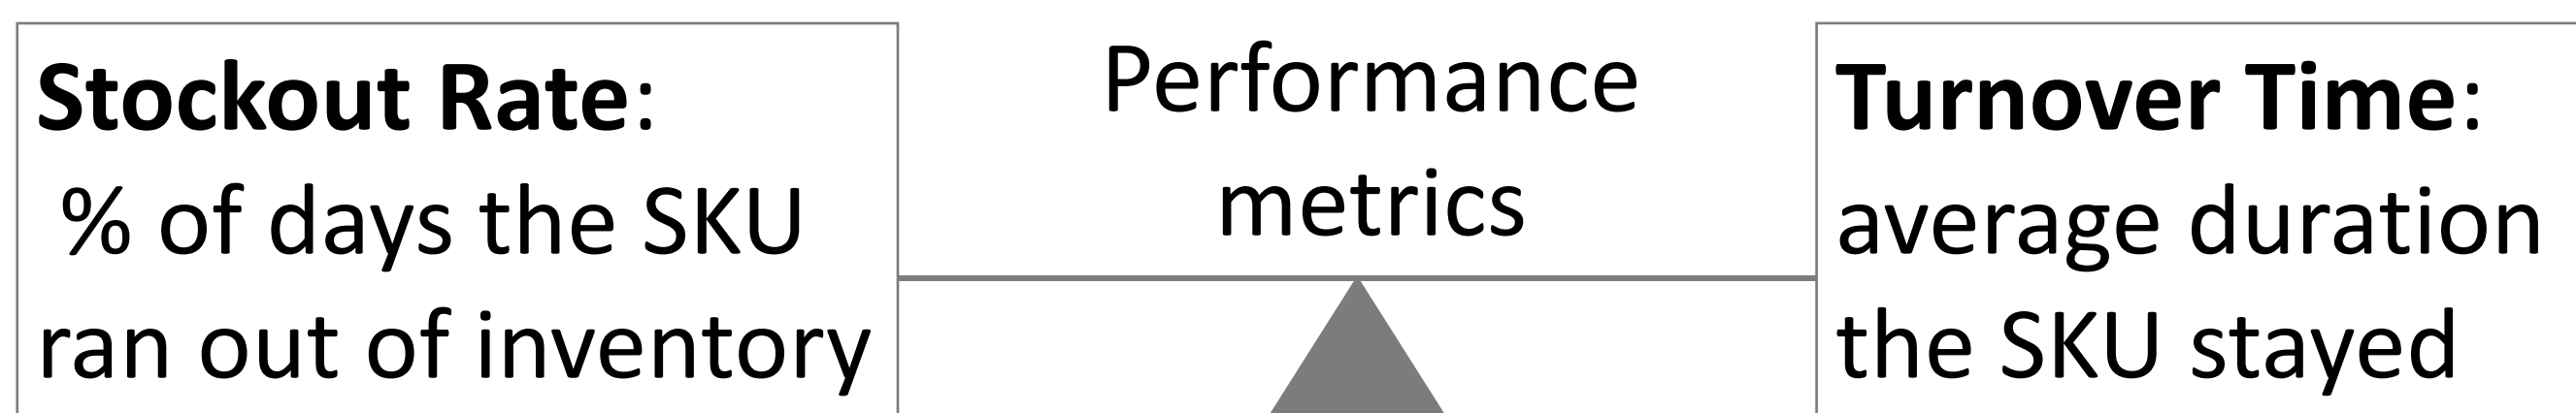 Stockout Rate:
% of days the SKU
ran out of inventory
Performance
metrics
Turnover Time:
average duration
the SKU stayed